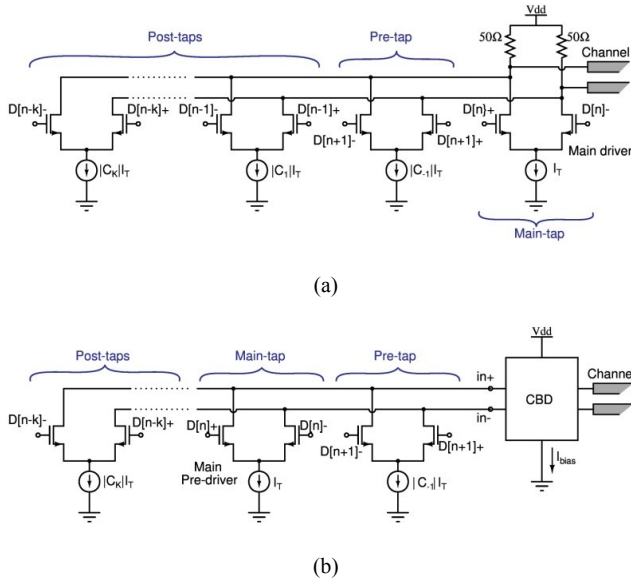 Vdd
50Ω 50Ω
Post-taps Pre-tap Channel
D[n-k]- D[n-k]+ D[n-1]- D[n-1]+ D[n}+ D[n]-
D[n+1]- D[n+1]+ Main driver
|C_K|I_T |C_1|I_T |C_-1|I_T I_T
Main-tap
(a)
Vdd
Post-taps Main-tap Pre-tap Channel
in+
CBD
in-
D[n-k]- D[n-k]+ D[n]+ D[n]- D[n+1]- D[n+1]+
Main
Pre-driver
I_bias
|C_K|I_T I_T |C_-1|I_T
(b)